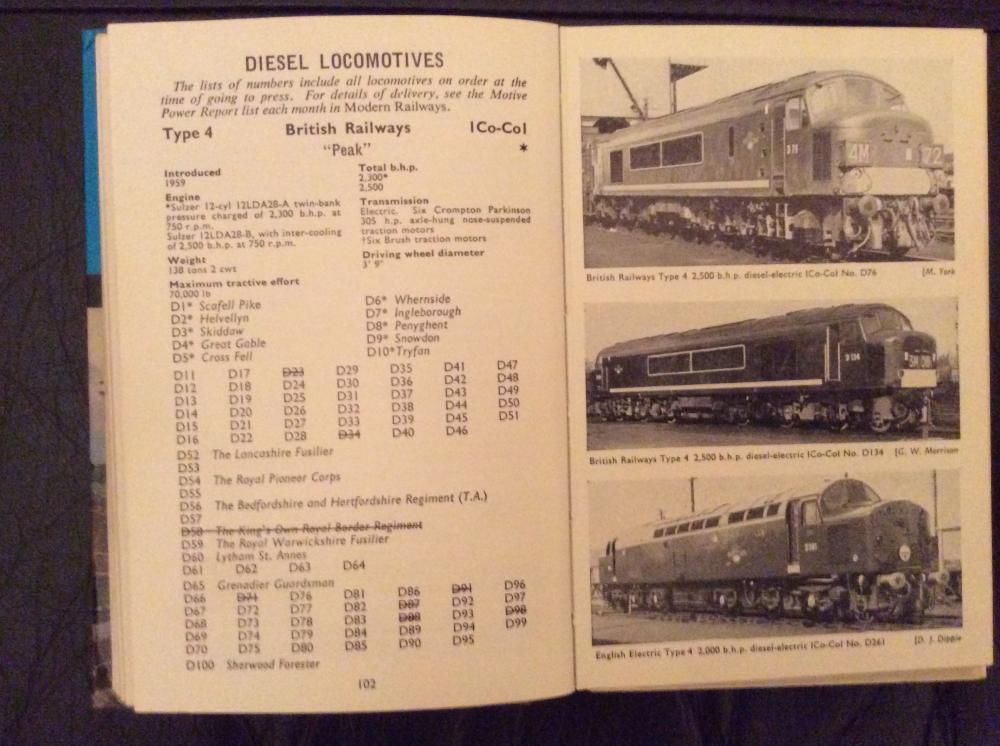 DIESEL LOCOMOTIVES
The lists of numbers include all locomotives on order at the
time of going to press. For details of delivery, see the Motive
Power Report list each month in Modern Railways.
Type 4 British Railways 1Co-Co1
"Peak" *
Introduced
1959
Engine
*Sulzer 12-cyl 12LDA28-A twin-bank
pressure charged of 2,300 b.h.p. at
750 r.p.m.
Sulzer 12LDA28-B, with inter-cooling
of 2,500 b.h.p. at 750 r.p.m.
Weight
138 tons 2 cwt
Maximum tractive effort
70,000 lb
Total b.h.p.
2,300*
2,500
Transmission
Electric. Six Crompton Parkinson
305 h.p. axle-hung nose-suspended
traction motors
†Six Brush traction motors
Driving wheel diameter
3' 9"
D1* Scafell Pike
D2* Helvellyn
D3* Skiddaw
D4* Great Gable
D5* Cross Fell
D6* Whernside
D7* Ingleborough
D8* Penyghent
D9* Snowdon
D10* Tryfan
D11 D17 D23 D29 D35 D41 D47
D12 D18 D24 D30 D36 D42 D48
D13 D19 D25 D31 D37 D43 D49
D14 D20 D26 D32 D38 D44 D50
D15 D21 D27 D33 D39 D45 D51
D16 D22 D28 D34 D40 D46
D52 The Lancashire Fusilier
D53
D54 The Royal Pioneer Corps
D55
D56 The Bedfordshire and Hertfordshire Regiment (T.A.)
D57
D58 The King's Own Royal Border Regiment
D59 The Royal Warwickshire Fusilier
D60 Lytham St. Annes
D61 D62 D63 D64
D65 Grenadier Guardsman
D66 D71 D76 D81 D86 D91 D96
D67 D72 D77 D82 D87 D92 D97
D68 D73 D78 D83 D88 D93 D98
D69 D74 D79 D84 D89 D94 D99
D70 D75 D80 D85 D90 D95
D100 Sherwood Forester
102
D 76
4M 72
British Railways Type 4 2,500 b.h.p. diesel-electric 1Co-Co1 No. D76 [M. York
D 134
British Railways Type 4 2,500 b.h.p. diesel-electric 1Co-Co1 No. D134 [G. W. Morrison
English Electric Type 4 2,000 b.h.p. diesel-electric 1Co-Co1 No. D261 [D. J. Dippie